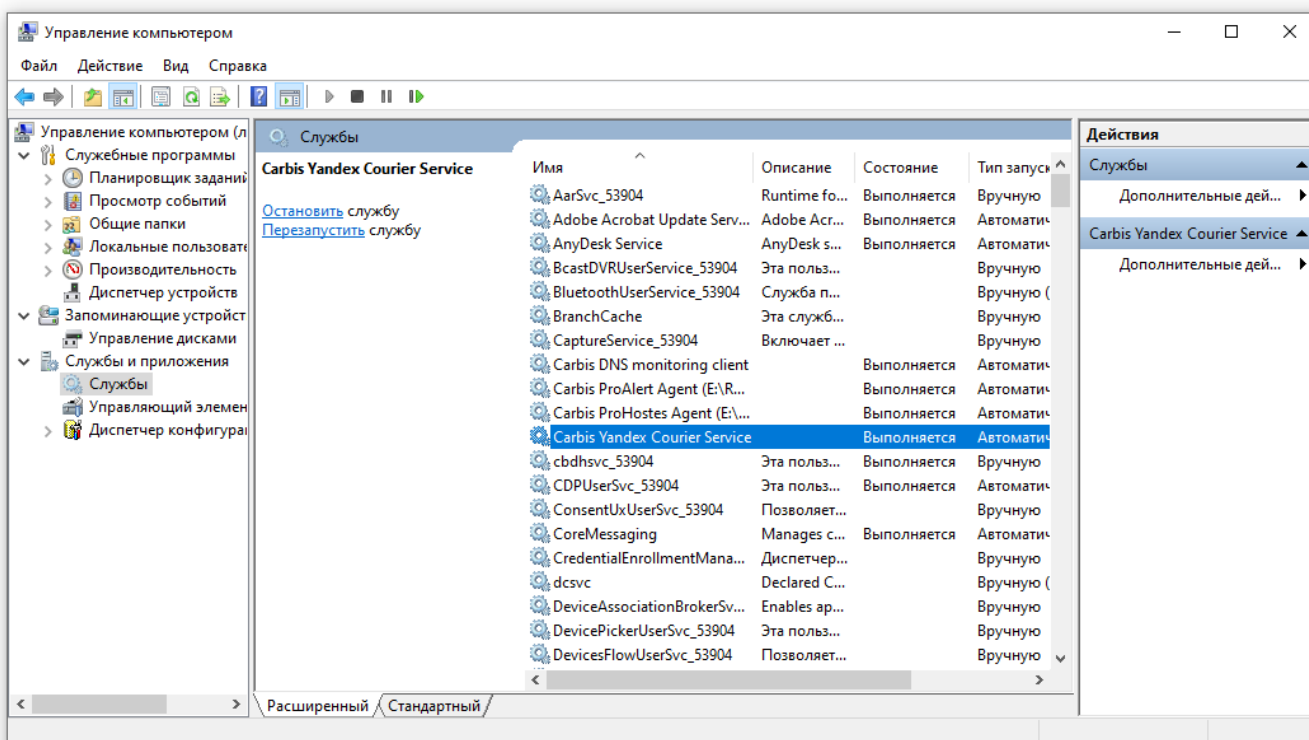 Управление компьютером
Файл Действие Вид Справка
Управление компьютером (л
Служебные программы
Планировщик заданий
Просмотр событий
Общие папки
Локальные пользовате
Производительность
Диспетчер устройств
Запоминающие устройст
Управление дисками
Службы и приложения
Службы
Управляющий элемен
Диспетчер конфигура
Службы
Carbis Yandex Courier Service
Остановить службу
Перезапустить службу
Имя Описание Состояние Тип запуск
AarSvc_53904 Runtime fo... Выполняется Вручную
Adobe Acrobat Update Serv... Adobe Acr... Выполняется Автоматич
AnyDesk Service AnyDesk s... Выполняется Автоматич
BcastDVRUserService_53904 Эта польз... Вручную
BluetoothUserService_53904 Служба п... Вручную (
BranchCache Эта служб... Вручную
CaptureService_53904 Включает ... Вручную
Carbis DNS monitoring client Выполняется Автоматич
Carbis ProAlert Agent (E:\R... Выполняется Автоматич
Carbis ProHostes Agent (E:\... Выполняется Автоматич
Carbis Yandex Courier Service Выполняется Автоматич
cbdhsvc_53904 Эта польз... Выполняется Вручную
CDPUserSvc_53904 Эта польз... Выполняется Автоматич
ConsentUxUserSvc_53904 Позволяет... Вручную
CoreMessaging Manages c... Выполняется Автоматич
CredentialEnrollmentMana... Диспетчер... Вручную
dcsvc Declared C... Вручную (
DeviceAssociationBrokerSv... Enables ap... Вручную
DevicePickerUserSvc_53904 Эта польз... Вручную
DevicesFlowUserSvc_53904 Позволяет... Вручную
Расширенный Стандартный
Действия
Службы
Дополнительные дей...
Carbis Yandex Courier Service
Дополнительные дей...